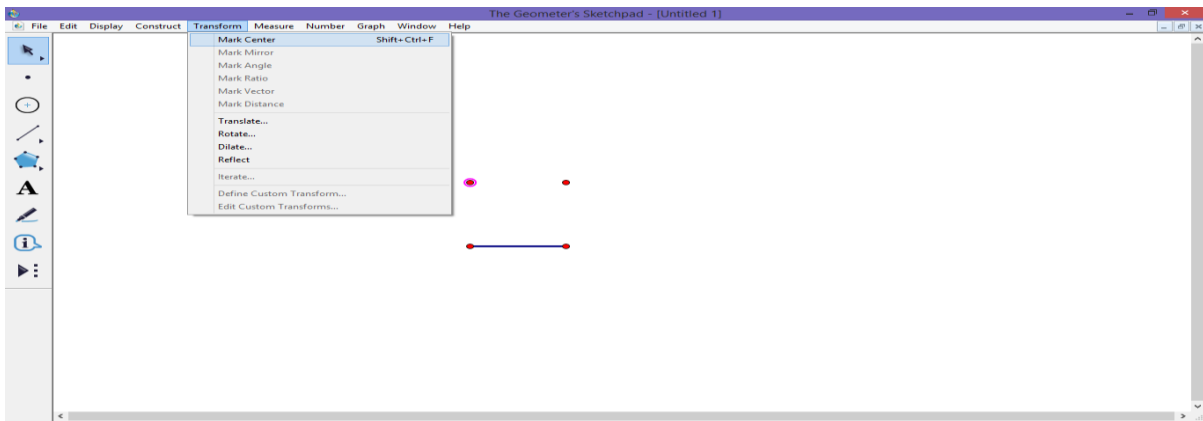 The Geometer's Sketchpad - [Untitled 1]
File Edit Display Construct Transform Measure Number Graph Window Help
Mark Center Shift+Ctrl+F
Mark Mirror
Mark Angle
Mark Ratio
Mark Vector
Mark Distance
Translate...
Rotate...
Dilate...
Reflect
Iterate...
Define Custom Transform...
Edit Custom Transforms...
A
i